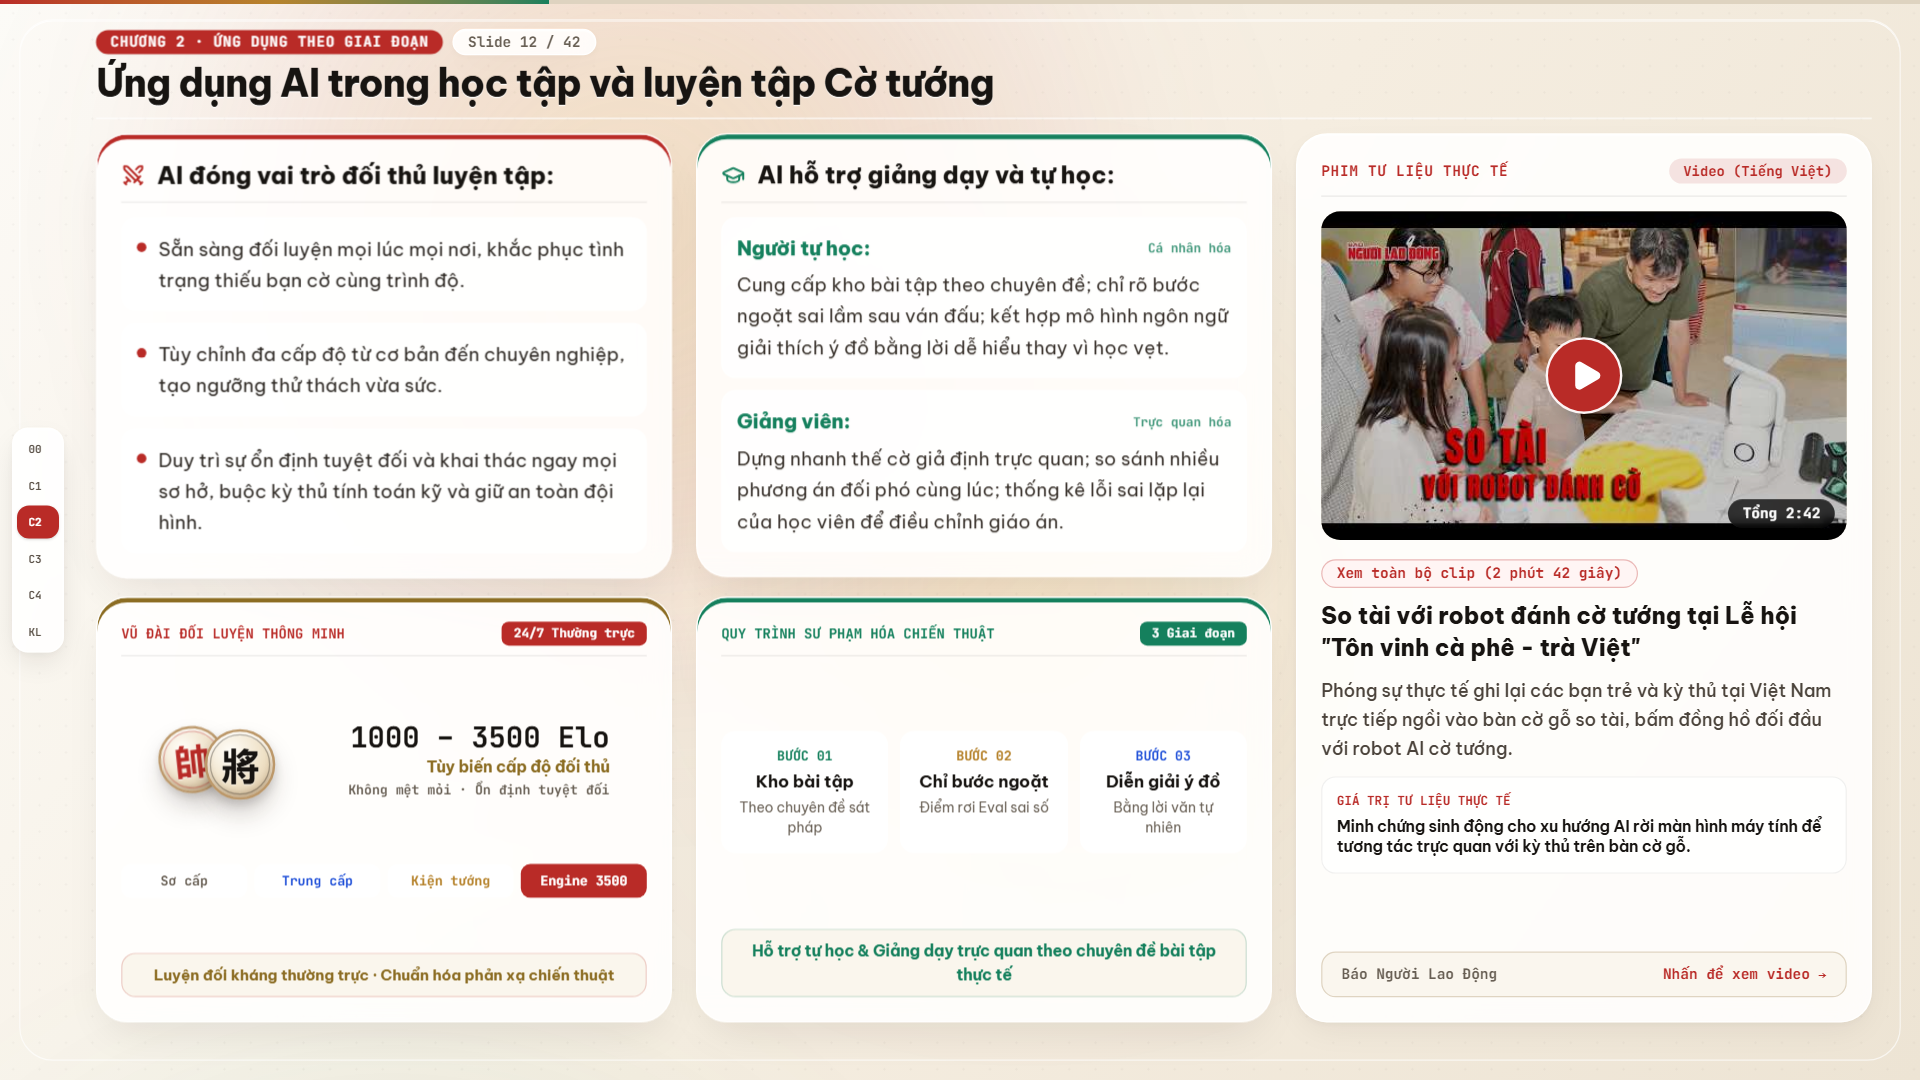 CHƯƠNG 2 · ỨNG DỤNG THEO GIAI ĐOẠN
Slide 12 / 42
Ứng dụng AI trong học tập và luyện tập Cờ tướng
00
C1
C2
C3
C4
KL
AI đóng vai trò đối thủ luyện tập:
Sẵn sàng đối luyện mọi lúc mọi nơi, khắc phục tình
trạng thiếu bạn cờ cùng trình độ.
Tùy chỉnh đa cấp độ từ cơ bản đến chuyên nghiệp,
tạo ngưỡng thử thách vừa sức.
Duy trì sự ổn định tuyệt đối và khai thác ngay mọi
sơ hở, buộc kỳ thủ tính toán kỹ và giữ an toàn đội
hình.
AI hỗ trợ giảng dạy và tự học:
Người tự học:
Cá nhân hóa
Cung cấp kho bài tập theo chuyên đề; chỉ rõ bước
ngoặt sai lầm sau ván đấu; kết hợp mô hình ngôn ngữ
giải thích ý đồ bằng lời dễ hiểu thay vì học vẹt.
Giảng viên:
Trực quan hóa
Dựng nhanh thế cờ giả định trực quan; so sánh nhiều
phương án đối phó cùng lúc; thống kê lỗi sai lặp lại
của học viên để điều chỉnh giáo án.
VŨ ĐÀI ĐỐI LUYỆN THÔNG MINH
24/7 Thường trực
帥
將
1000 – 3500 Elo
Tùy biến cấp độ đối thủ
Không mệt mỏi · Ổn định tuyệt đối
Sơ cấp
Trung cấp
Kiện tướng
Engine 3500
Luyện đối kháng thường trực · Chuẩn hóa phản xạ chiến thuật
QUY TRÌNH SƯ PHẠM HÓA CHIẾN THUẬT
3 Giai đoạn
BƯỚC 01
Kho bài tập
Theo chuyên đề sát
pháp
BƯỚC 02
Chỉ bước ngoặt
Điểm rơi Eval sai số
BƯỚC 03
Diễn giải ý đồ
Bằng lời văn tự
nhiên
Hỗ trợ tự học & Giảng dạy trực quan theo chuyên đề bài tập
thực tế
PHIM TƯ LIỆU THỰC TẾ
Video (Tiếng Việt)
NGƯỜI LAO ĐỘNG
SO TÀI
VỚI ROBOT ĐÁNH CỜ
Tổng 2:42
Xem toàn bộ clip (2 phút 42 giây)
So tài với robot đánh cờ tướng tại Lễ hội
"Tôn vinh cà phê - trà Việt"
Phóng sự thực tế ghi lại các bạn trẻ và kỳ thủ tại Việt Nam
trực tiếp ngồi vào bàn cờ gỗ so tài, bấm đồng hồ đối đầu
với robot AI cờ tướng.
GIÁ TRỊ TƯ LIỆU THỰC TẾ
Minh chứng sinh động cho xu hướng AI rời màn hình máy tính để
tương tác trực quan với kỳ thủ trên bàn cờ gỗ.
Báo Người Lao Động
Nhấn để xem video →